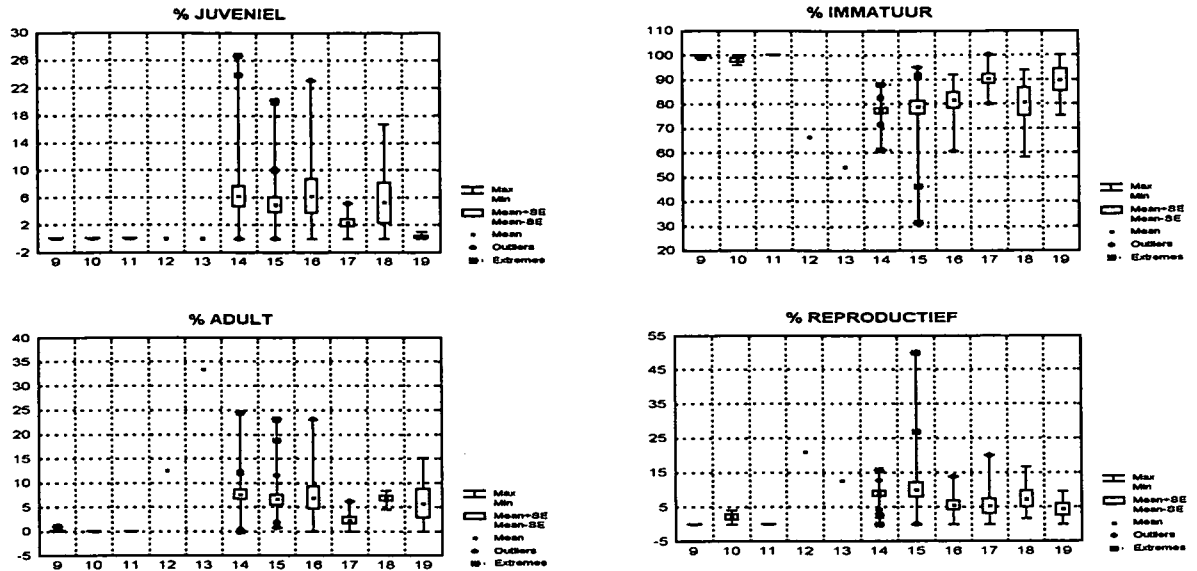 % JUVENIEL
30
26
22
18
14
10
6
2
-2
9 10 11 12 13 14 15 16 17 18 19
Max
Min
Mean+SE
Mean-SE
Mean
Outliers
Extremes
% IMMATUUR
110
100
90
80
70
60
50
40
30
20
9 10 11 12 13 14 15 16 17 18 19
Max
Min
Mean+SE
Mean-SE
Mean
Outliers
Extremes
% ADULT
40
35
30
25
20
15
10
5
0
-5
9 10 11 12 13 14 15 16 17 18 19
Max
Min
Mean+SE
Mean-SE
Mean
Outliers
Extremes
% REPRODUCTIEF
55
45
35
25
15
5
-5
9 10 11 12 13 14 15 16 17 18 19
Max
Min
Mean+SE
Mean-SE
Mean
Outliers
Extremes